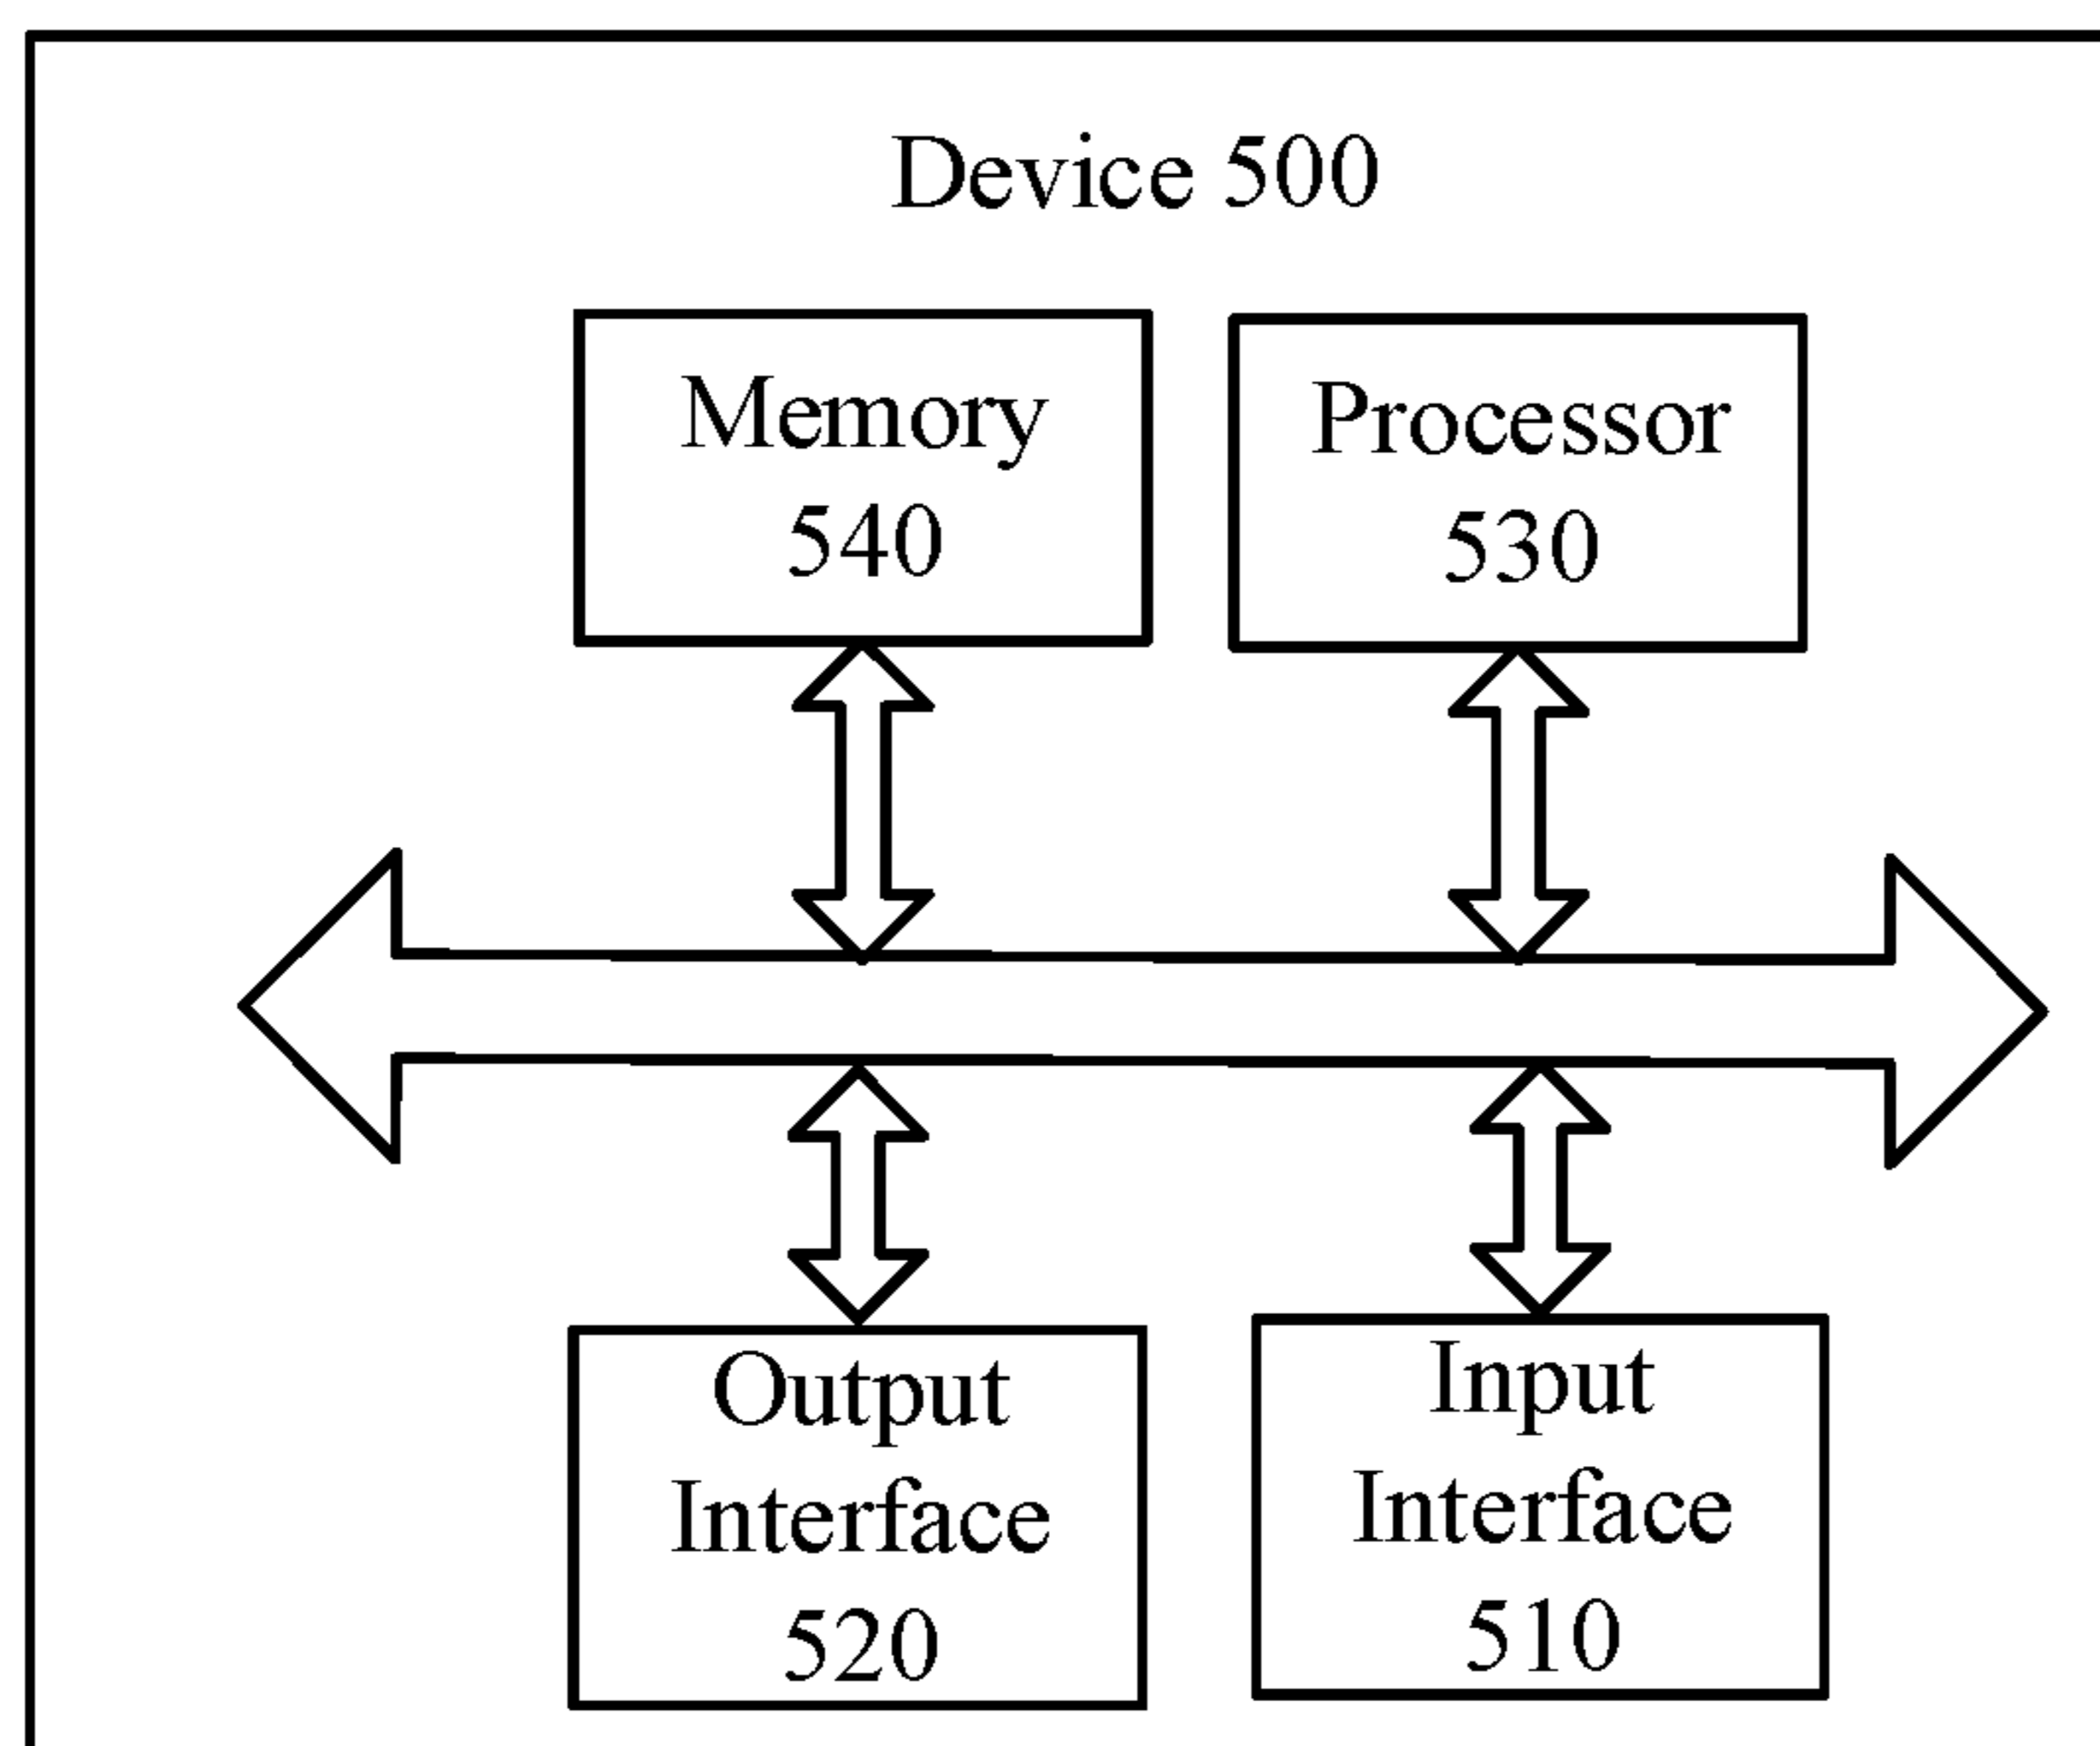 Device 500
Memory
540
Processor
530
Output
Interface
520
Input
Interface
510